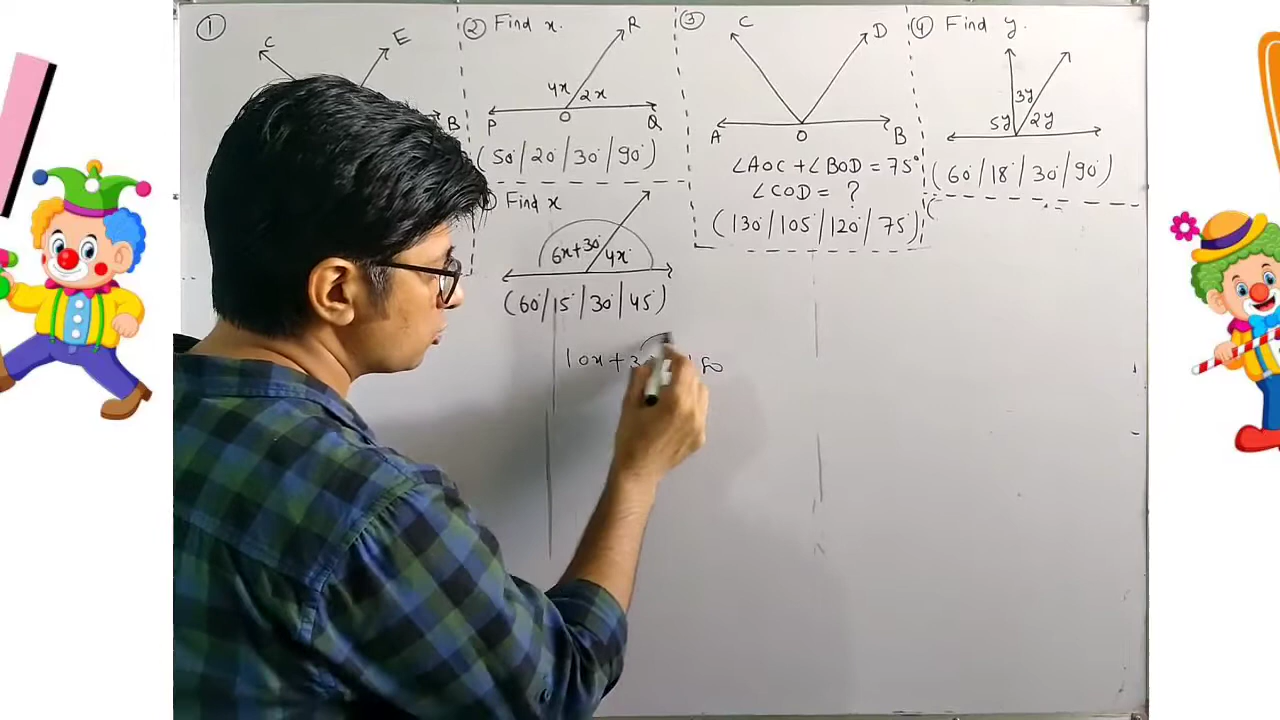 ①
C
E
B
② Find x.
R
4x
2x
P
O
Q
(50°/20°/30°/90°)
Find x
6x+30°
4x°
(60°/15°/30°/45°)
10x+3
180
③
C
D
A
O
B
∠AOC+∠BOD=75°
∠COD= ?
(130°/105°/120°/75°)
④ Find y.
3y
5y
2y
(60°/18°/30°/90°)
(